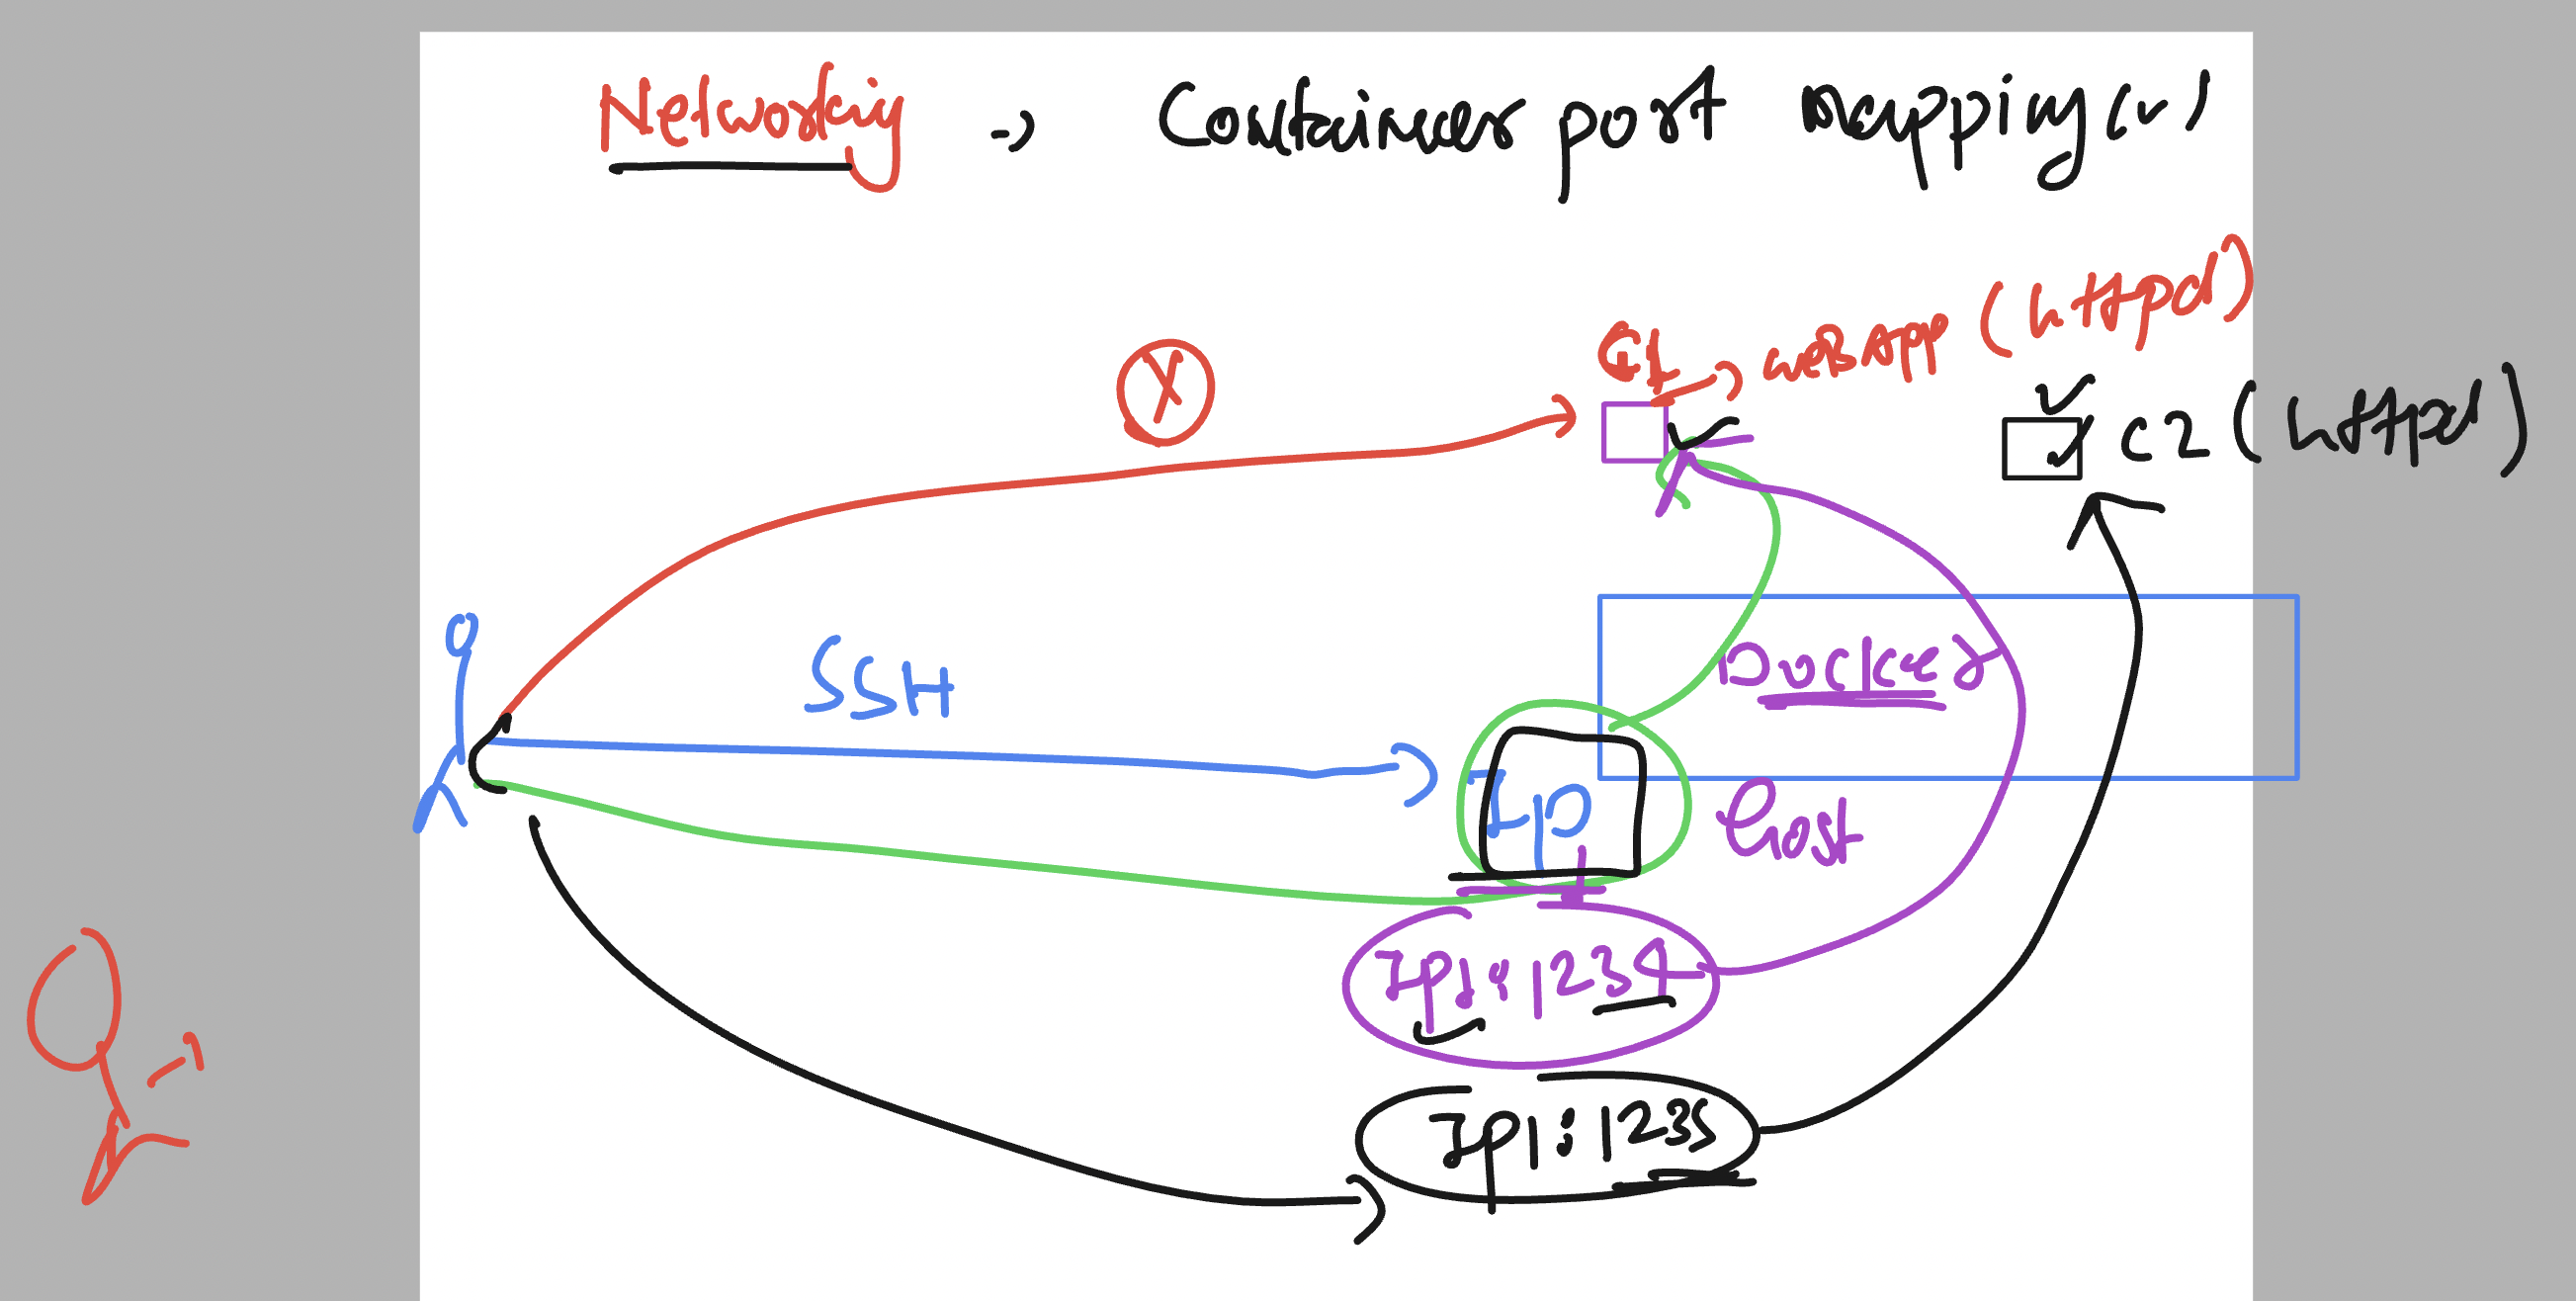 Networking -> Container port mapping (v)
C1 -> WEBAPP (httpd)
C2 (httpd)
X
SSH
Docker
IP
Host
Ip1:1234
Ip1:1235